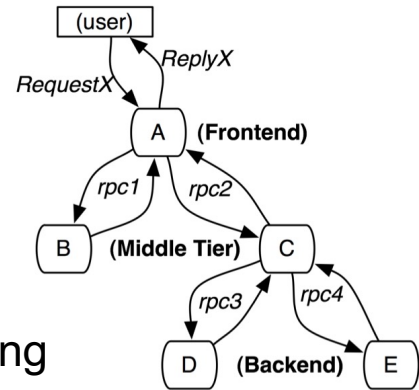 (user)
ReplyX
RequestX
A (Frontend)
rpc1 rpc2
B (Middle Tier) C
rpc3 rpc4
ng
D (Backend) E